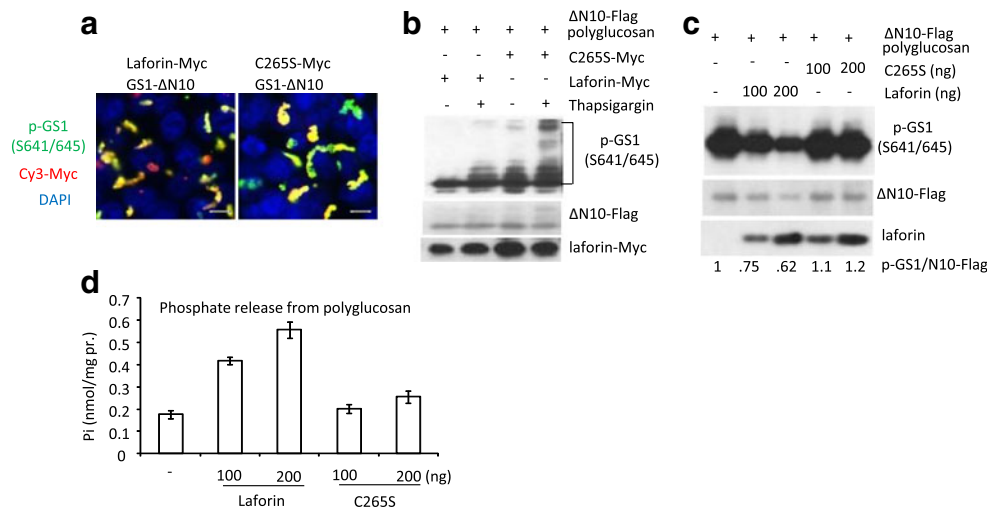 a
Laforin-Myc
GS1-ΔN10
C265S-Myc
GS1-ΔN10
p-GS1
(S641/645)
Cy3-Myc
DAPI
b
+ + + + ΔN10-Flag
polyglucosan
- - + + C265S-Myc
+ + - - Laforin-Myc
- + - + Thapsigargin
p-GS1
(S641/645)
ΔN10-Flag
laforin-Myc
c
+ + + + + ΔN10-Flag
polyglucosan
- - - 100 200 C265S (ng)
- 100 200 - - Laforin (ng)
p-GS1
(S641/645)
ΔN10-Flag
laforin
1 .75 .62 1.1 1.2 p-GS1/N10-Flag
d
Phosphate release from polyglucosan
Pi (nmol/mg pr.)
0.7
0.6
0.5
0.4
0.3
0.2
0.1
0
- 100 200 100 200 (ng)
Laforin C265S